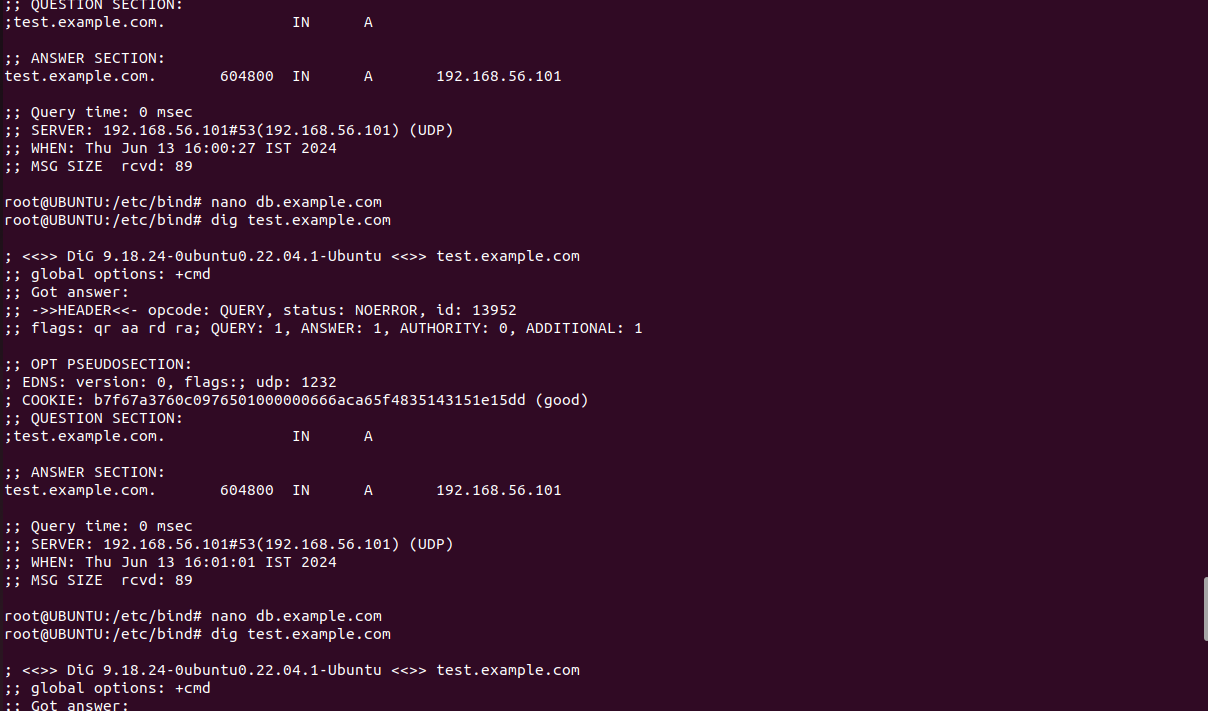 ;; QUESTION SECTION:
;test.example.com. IN A
;; ANSWER SECTION:
test.example.com. 604800 IN A 192.168.56.101
;; Query time: 0 msec
;; SERVER: 192.168.56.101#53(192.168.56.101) (UDP)
;; WHEN: Thu Jun 13 16:00:27 IST 2024
;; MSG SIZE  rcvd: 89
root@UBUNTU:/etc/bind# nano db.example.com
root@UBUNTU:/etc/bind# dig test.example.com
; <<>> DiG 9.18.24-0ubuntu0.22.04.1-Ubuntu <<>> test.example.com
;; global options: +cmd
;; Got answer:
;; ->>HEADER<<- opcode: QUERY, status: NOERROR, id: 13952
;; flags: qr aa rd ra; QUERY: 1, ANSWER: 1, AUTHORITY: 0, ADDITIONAL: 1
;; OPT PSEUDOSECTION:
; EDNS: version: 0, flags:; udp: 1232
; COOKIE: b7f67a3760c0976501000000666aca65f4835143151e15dd (good)
;; QUESTION SECTION:
;test.example.com. IN A
;; ANSWER SECTION:
test.example.com. 604800 IN A 192.168.56.101
;; Query time: 0 msec
;; SERVER: 192.168.56.101#53(192.168.56.101) (UDP)
;; WHEN: Thu Jun 13 16:01:01 IST 2024
;; MSG SIZE  rcvd: 89
root@UBUNTU:/etc/bind# nano db.example.com
root@UBUNTU:/etc/bind# dig test.example.com
; <<>> DiG 9.18.24-0ubuntu0.22.04.1-Ubuntu <<>> test.example.com
;; global options: +cmd
;; Got answer: